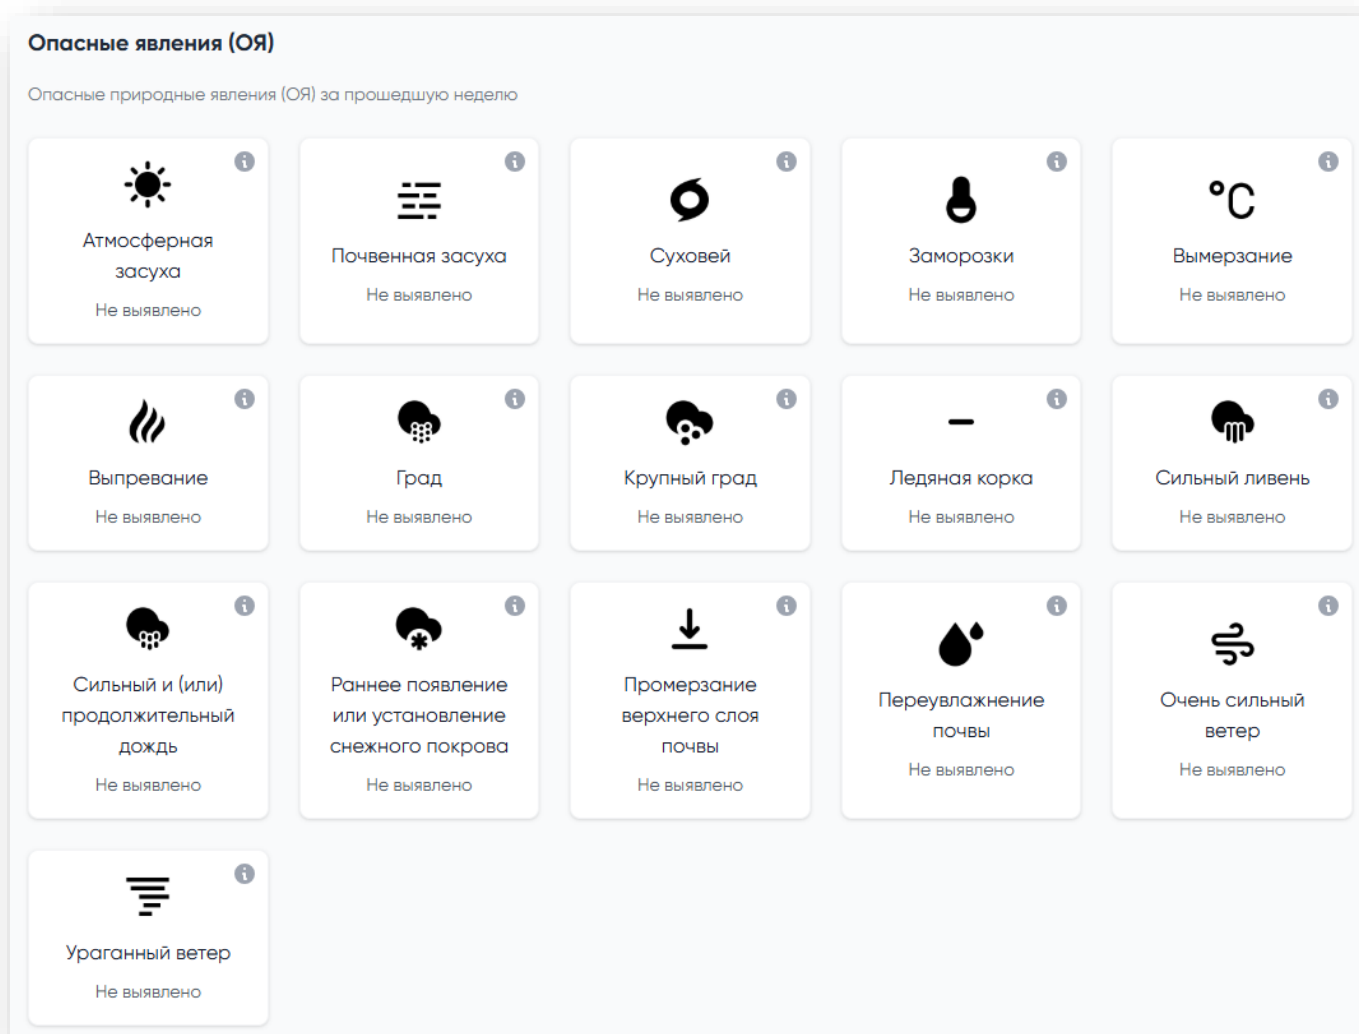 Опасные явления (ОЯ)
Опасные природные явления (ОЯ) за прошедшую неделю
Атмосферная
засуха
Не выявлено
Почвенная засуха
Не выявлено
Суховей
Не выявлено
Заморозки
Не выявлено
°C
Вымерзание
Не выявлено
Выпревание
Не выявлено
Град
Не выявлено
Крупный град
Не выявлено
Ледяная корка
Не выявлено
Сильный ливень
Не выявлено
Сильный и (или)
продолжительный
дождь
Не выявлено
Раннее появление
или установление
снежного покрова
Не выявлено
Промерзание
верхнего слоя
почвы
Не выявлено
Переувлажнение
почвы
Не выявлено
Очень сильный
ветер
Не выявлено
Ураганный ветер
Не выявлено